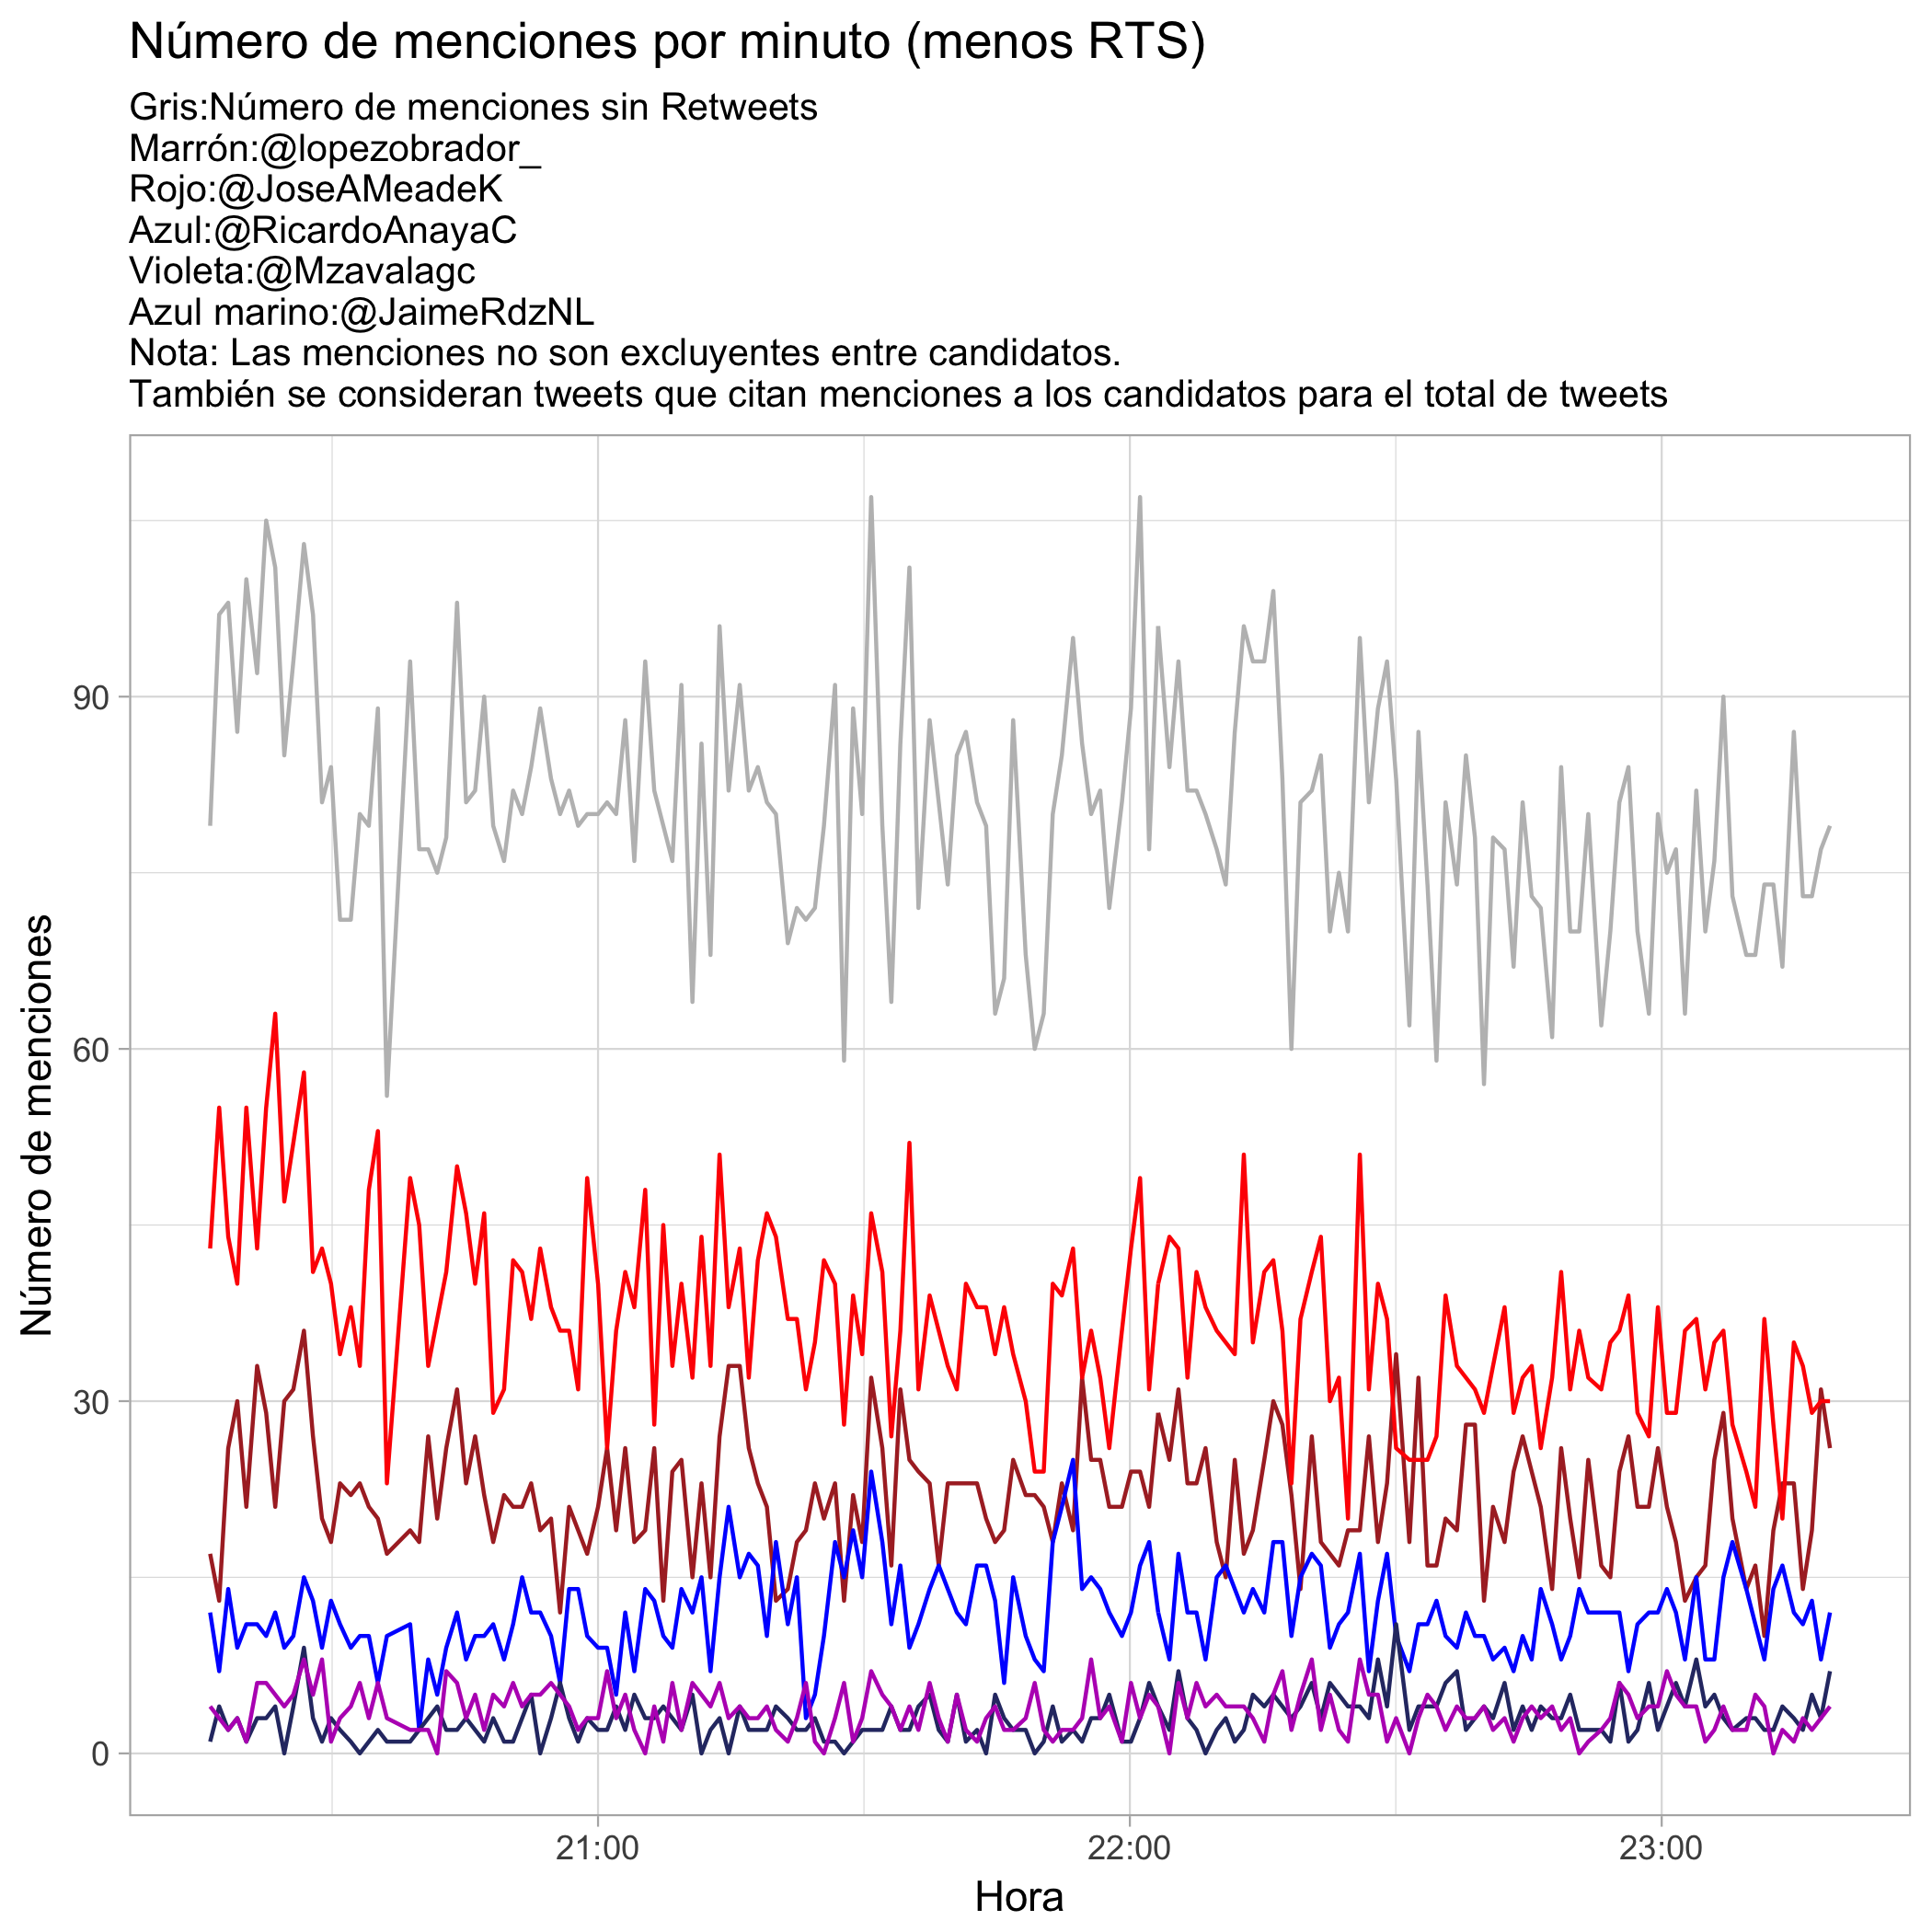 Número de menciones por minuto (menos RTS)
Gris:Número de menciones sin Retweets
Marrón:@lopezobrador_
Rojo:@JoseAMeadeK
Azul:@RicardoAnayaC
Violeta:@Mzavalagc
Azul marino:@JaimeRdzNL
Nota: Las menciones no son excluyentes entre candidatos.
También se consideran tweets que citan menciones a los candidatos para el total de tweets
Número de menciones
90
60
30
0
21:00
22:00
23:00
Hora